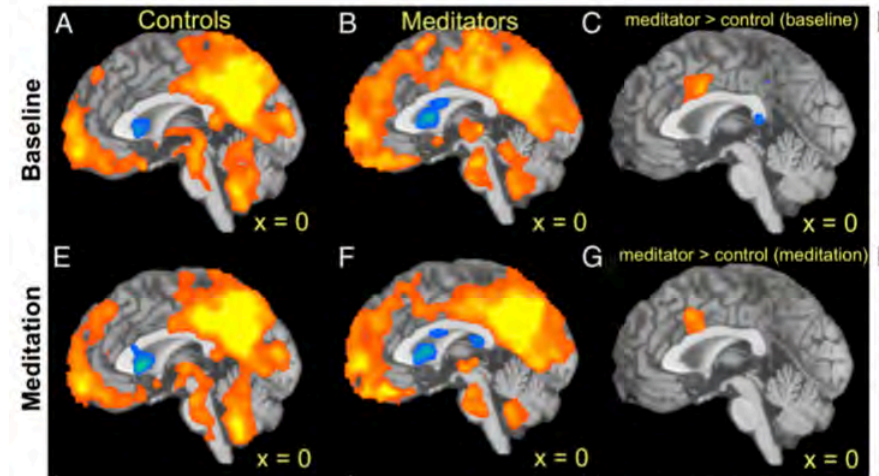 A Controls
B Meditators
C meditator > control (baseline)
Baseline
x = 0
x = 0
x = 0
E
F
G meditator > control (meditation)
Meditation
x = 0
x = 0
x = 0